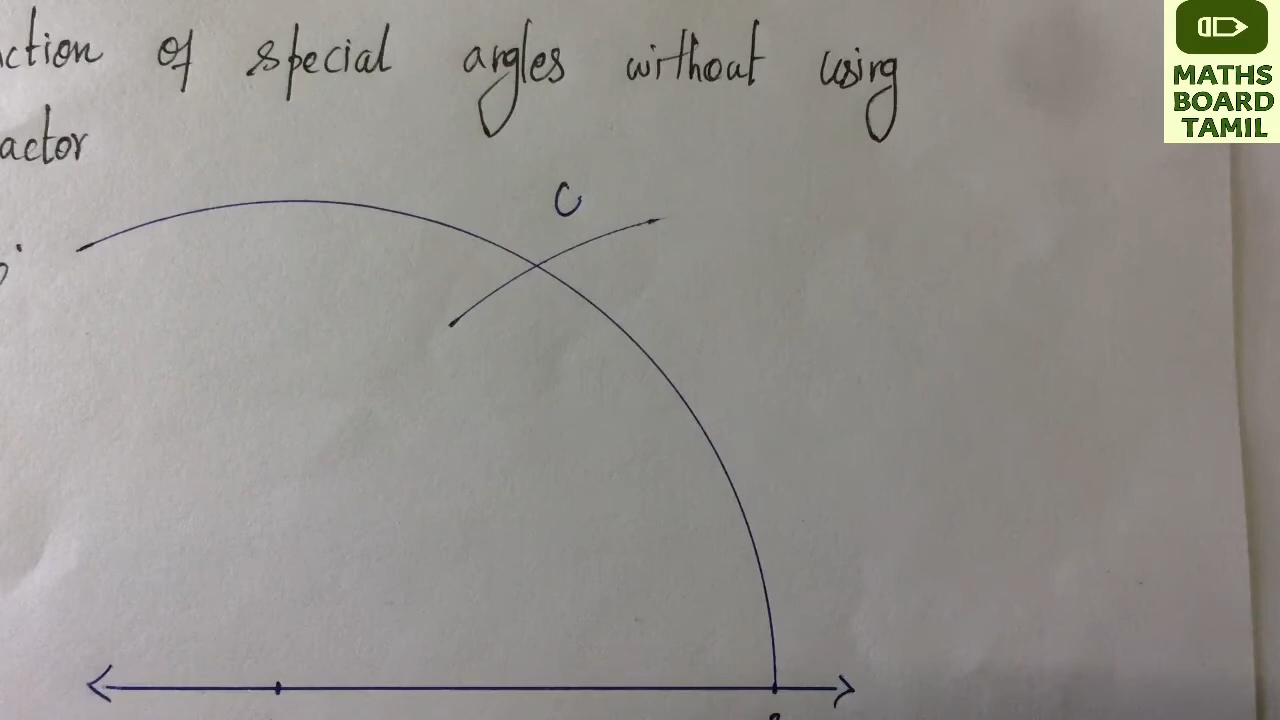 ction of special angles without using
actor
C
MATHS
BOARD
TAMIL